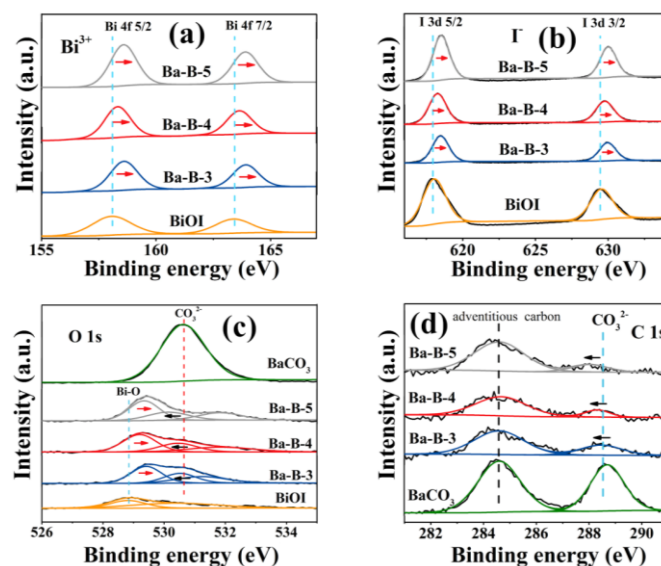 Bi 4f 5/2 Bi 4f 7/2
Bi3+ (a)
Ba-B-5
Ba-B-4
Ba-B-3
BiOI
Intensity (a.u.)
155 160 165
Binding energy (eV)
I 3d 5/2 I 3d 3/2
I- (b)
Ba-B-5
Ba-B-4
Ba-B-3
BiOI
Intensity (a.u.)
620 625 630
Binding energy (eV)
CO32-
O 1s (c)
BaCO3
Bi-O
Ba-B-5
Ba-B-4
Ba-B-3
BiOI
Intensity (a.u.)
526 528 530 532 534
Binding energy (eV)
(d) adventitious carbon CO32-
C 1s
Ba-B-5
Ba-B-4
Ba-B-3
BaCO3
Intensity (a.u.)
282 284 286 288 290
Binding energy (eV)